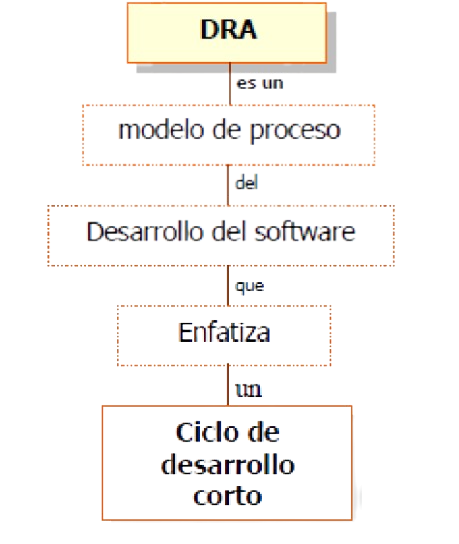 DRA
es un
modelo de proceso
del
Desarrollo del software
que
Enfatiza
un
Ciclo de
desarrollo
corto